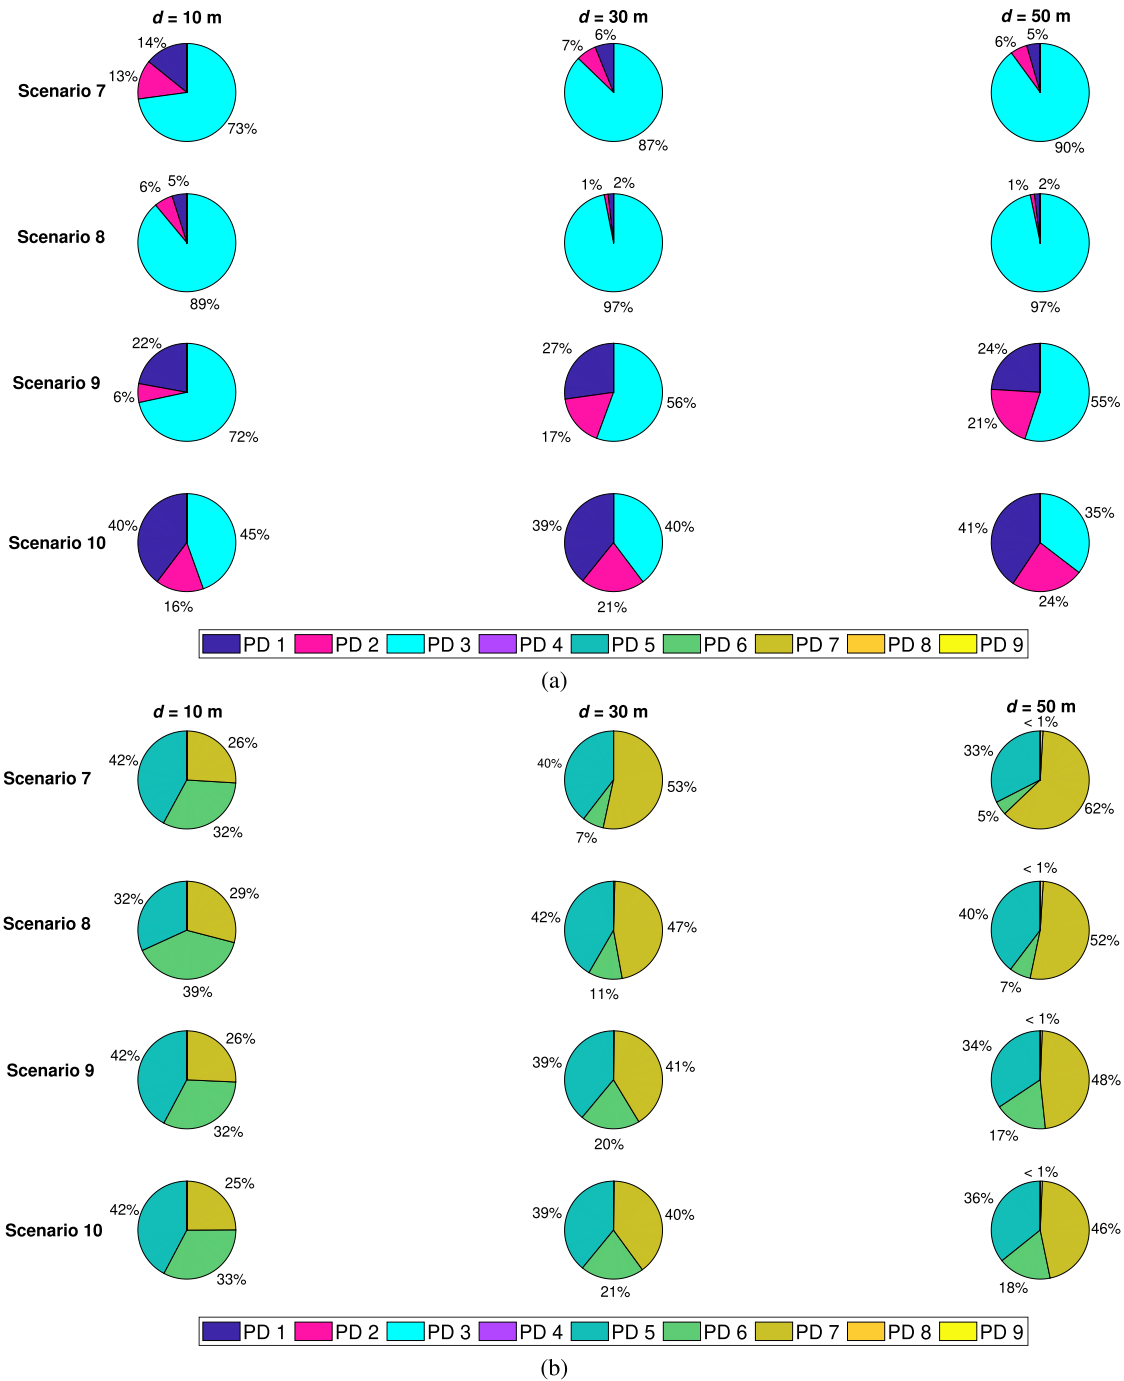 d = 10 m d = 30 m d = 50 m
Scenario 7
14% 13% 73%
6% 7% 87%
5% 6% 90%
Scenario 8
6% 5% 89%
1% 2% 97%
1% 2% 97%
Scenario 9
22% 6% 72%
27% 17% 56%
24% 21% 55%
Scenario 10
40% 45% 16%
39% 40% 21%
41% 35% 24%
PD 1 PD 2 PD 3 PD 4 PD 5 PD 6 PD 7 PD 8 PD 9
(a)
d = 10 m d = 30 m d = 50 m
Scenario 7
42% 26% 32%
40% 53% 7%
< 1% 33% 5% 62%
Scenario 8
32% 29% 39%
42% 47% 11%
< 1% 40% 52% 7%
Scenario 9
42% 26% 32%
39% 41% 20%
< 1% 34% 48% 17%
Scenario 10
42% 25% 33%
39% 40% 21%
< 1% 36% 46% 18%
PD 1 PD 2 PD 3 PD 4 PD 5 PD 6 PD 7 PD 8 PD 9
(b)